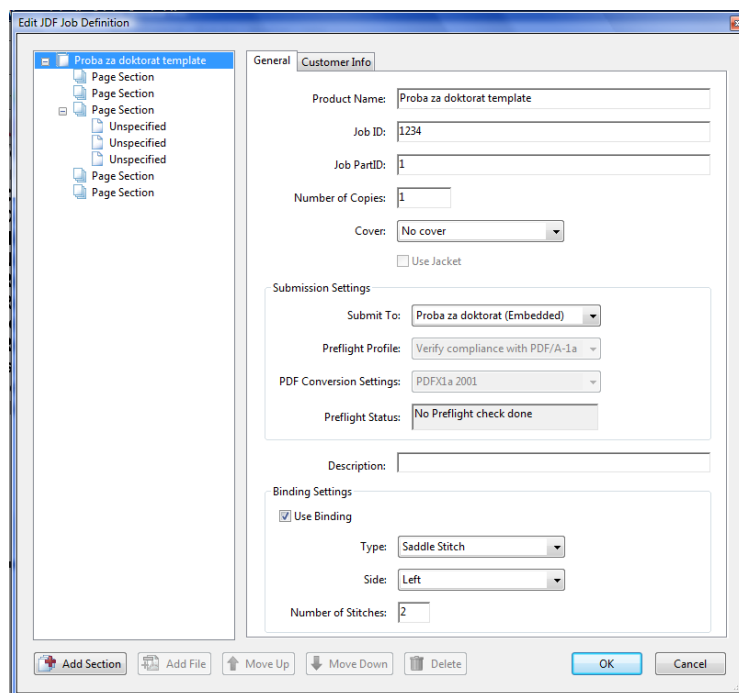 Edit JDF Job Definition
Proba za doktorat template
Page Section
Page Section
Page Section
Unspecified
Unspecified
Unspecified
Page Section
Page Section
General Customer Info
Product Name: Proba za doktorat template
Job ID: 1234
Job PartID: 1
Number of Copies: 1
Cover: No cover
Use Jacket
Submission Settings
Submit To: Proba za doktorat (Embedded)
Preflight Profile: Verify compliance with PDF/A-1a
PDF Conversion Settings: PDFX1a 2001
Preflight Status: No Preflight check done
Description:
Binding Settings
Use Binding
Type: Saddle Stitch
Side: Left
Number of Stitches: 2
Add Section Add File Move Up Move Down Delete OK Cancel